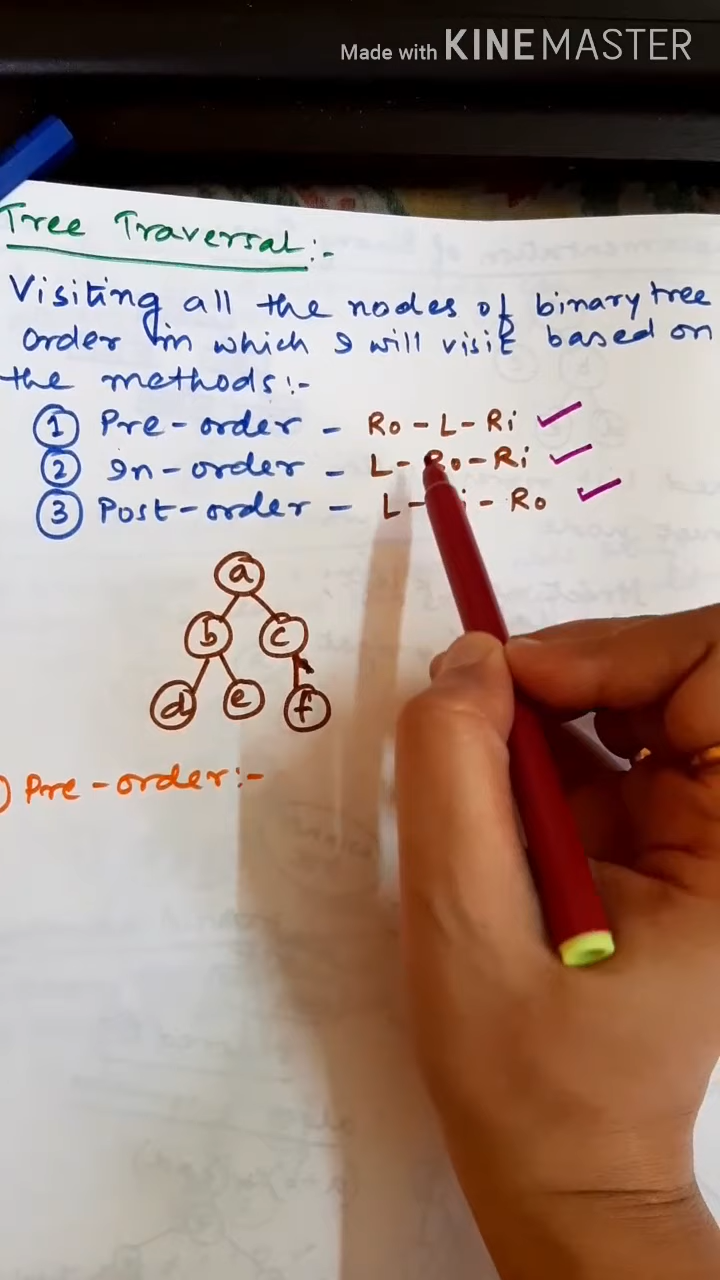 Made with KINEMASTER
Tree Traversal:-
Visiting all the nodes of binary tree
order in which I will visit based on
the methods:-
① Pre-order - Ro - L - Ri
② In-order - L - Ro - Ri
③ Post-order - L - - Ro
a
b c
d e f
) Pre-order:-